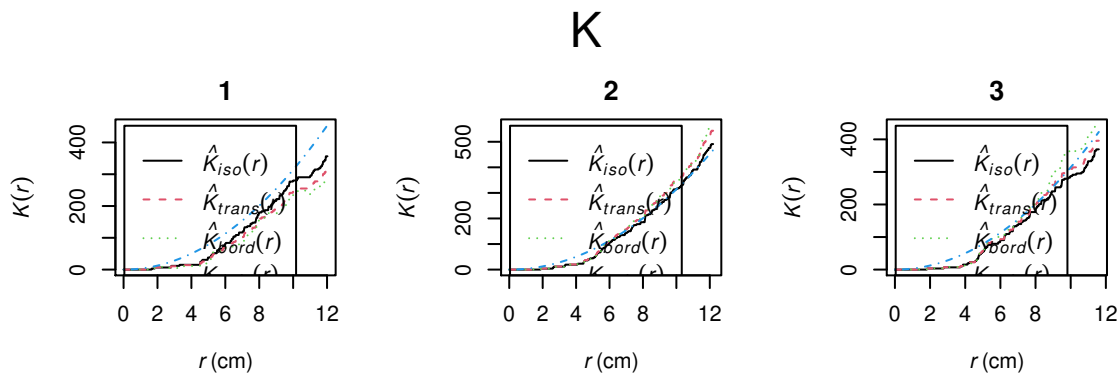 K
1
K(r)
0
200
400
K̂iso(r)
K̂trans(r)
K̂bord(r)
0 2 4 6 8 12
r (cm)
2
K(r)
0
200
500
K̂iso(r)
K̂trans(r)
K̂bord(r)
0 2 4 6 8 12
r (cm)
3
K(r)
0
200
400
K̂iso(r)
K̂trans(r)
K̂bord(r)
0 2 4 6 8 12
r (cm)